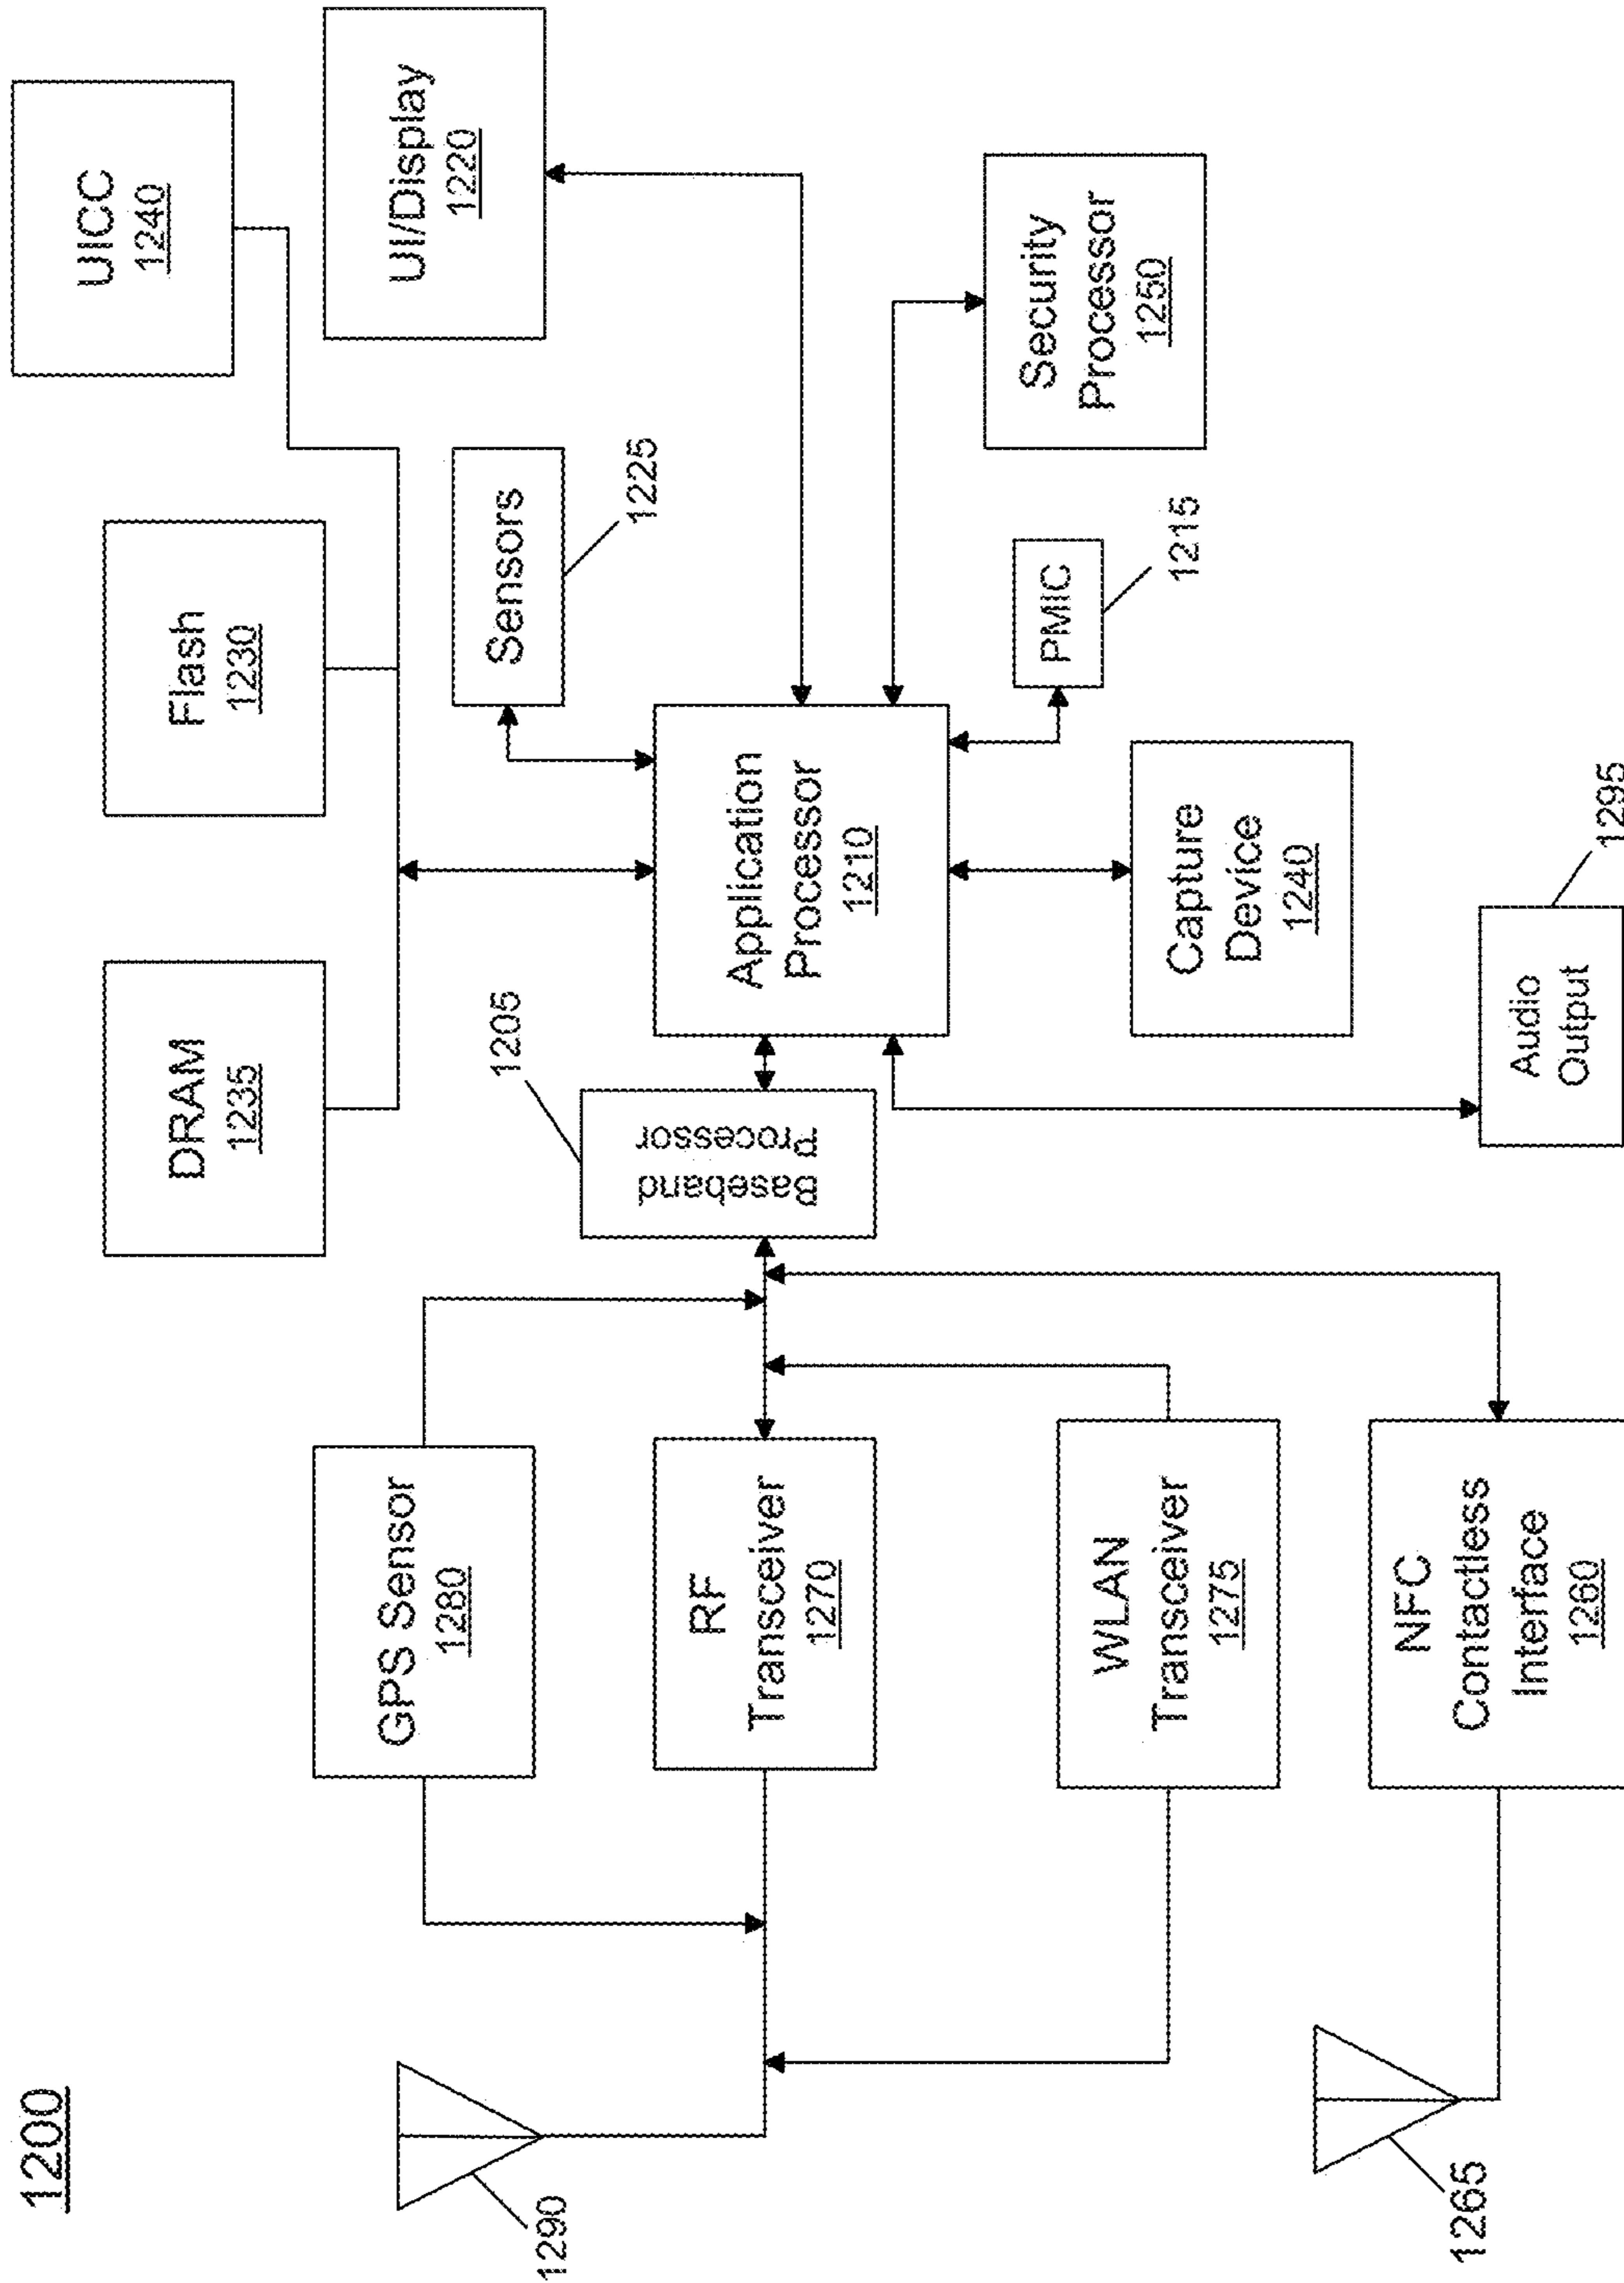 1200
UICC
1240
Flash
1230
DRAM
1235
UI/Display
1220
Sensors
1225
GPS Sensor
1280
1290
1205
Baseband
Processor
Application
Processor
1210
RF
Transceiver
1270
Security
Processor
1250
PMIC
1215
WLAN
Transceiver
1275
Capture
Device
1240
NFC
Contactless
Interface
1260
1265
Audio
Output
1295